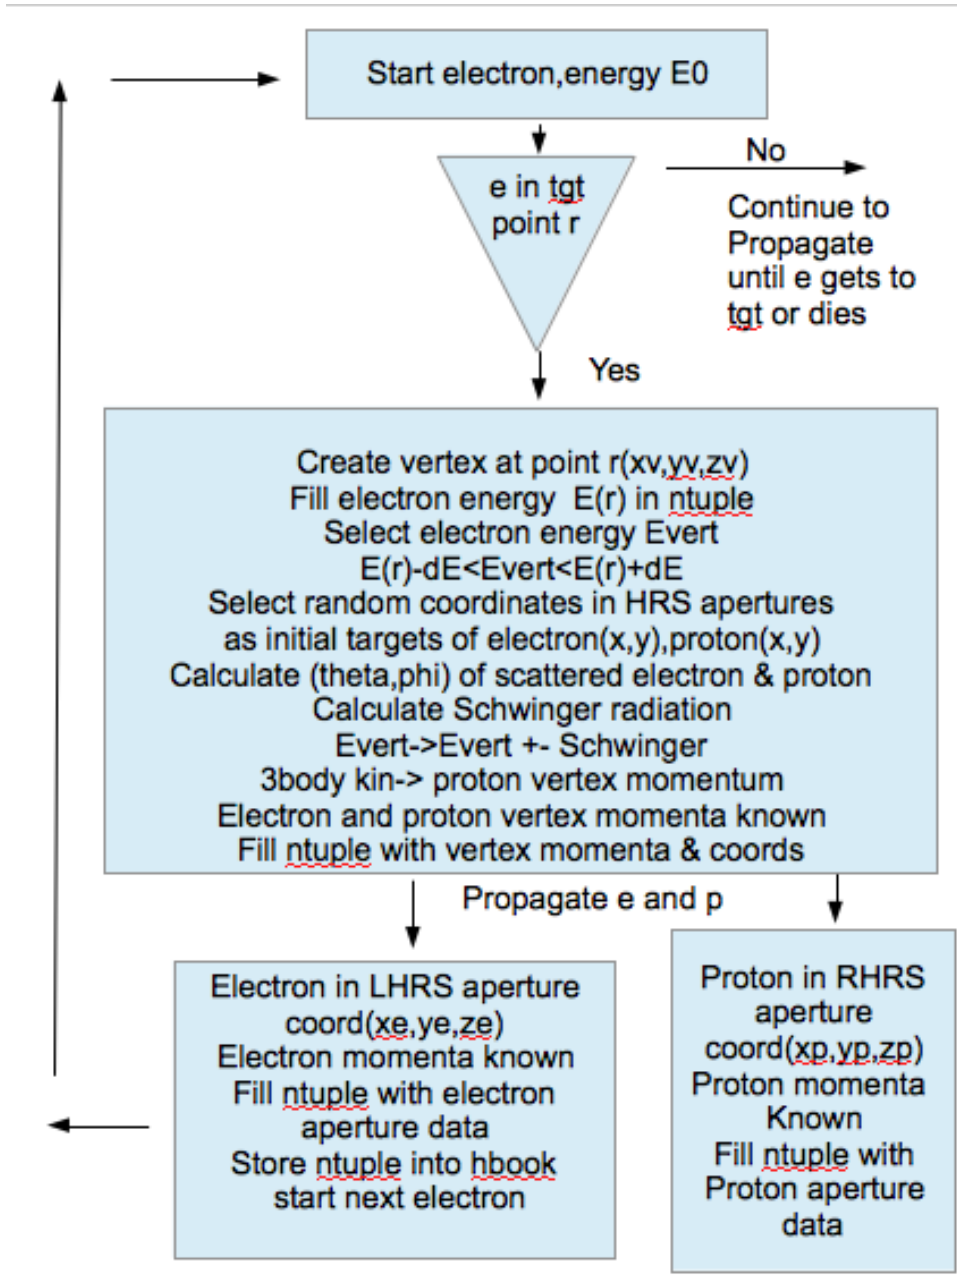 Start electron,energy E0
e in tgt
point r
No
Continue to
Propagate
until e gets to
tgt or dies
Yes
Create vertex at point r(xv,yv,zv)
Fill electron energy  E(r) in ntuple
Select electron energy Evert
E(r)-dE<Evert<E(r)+dE
Select random coordinates in HRS apertures
as initial targets of electron(x,y),proton(x,y)
Calculate (theta,phi) of scattered electron & proton
Calculate Schwinger radiation
Evert->Evert +- Schwinger
3body kin-> proton vertex momentum
Electron and proton vertex momenta known
Fill ntuple with vertex momenta & coords
Propagate e and p
Electron in LHRS aperture
coord(xe,ye,ze)
Electron momenta known
Fill ntuple with electron
aperture data
Store ntuple into hbook
start next electron
Proton in RHRS
aperture
coord(xp,yp,zp)
Proton momenta
Known
Fill ntuple with
Proton aperture
data